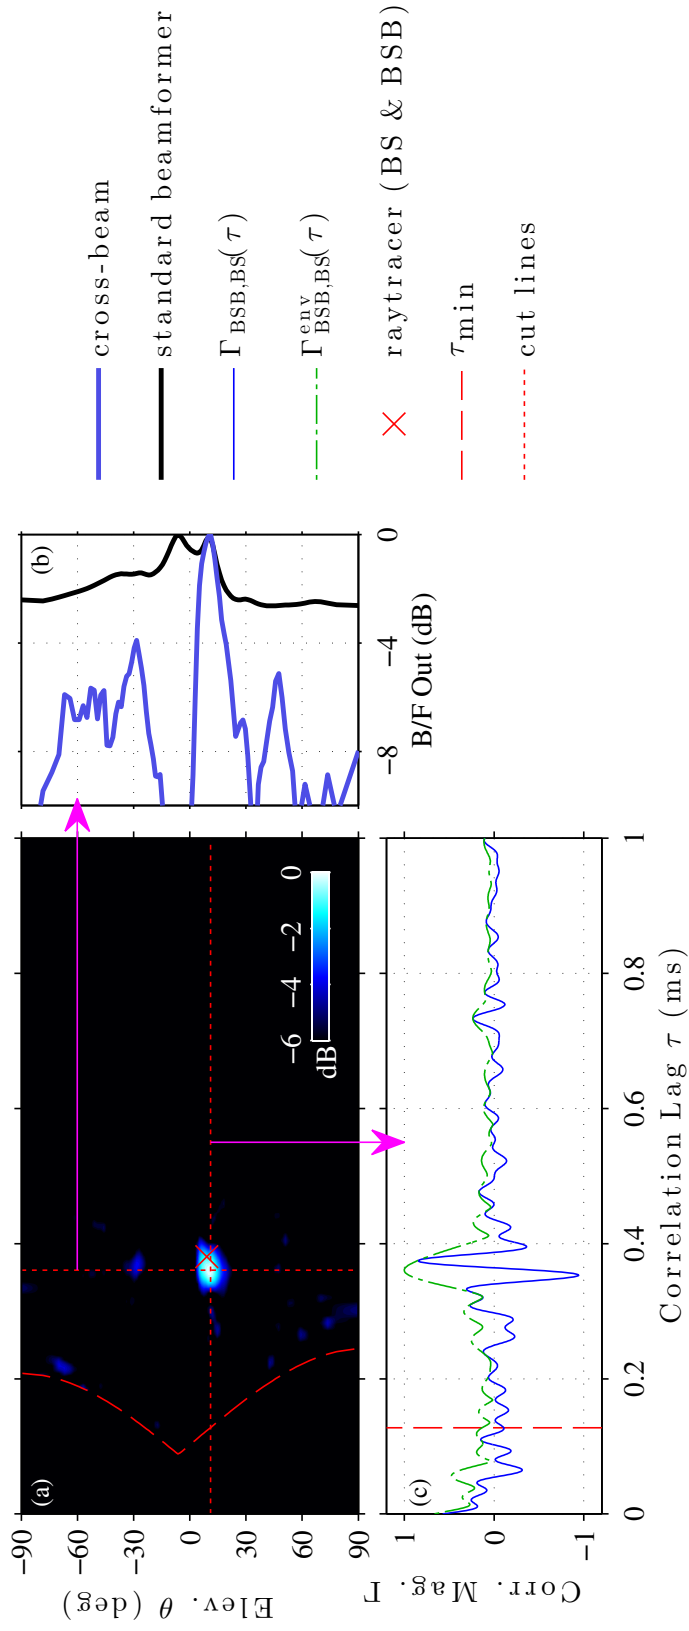 (a)
−90
−60
−30
0
30
60
90
Elev. θ (deg)
−6 −4 −2 0
dB
(b)
−8 −4 0
B/F Out (dB)
(c)
1
0
−1
Corr. Mag. Γ
0 0.2 0.4 0.6 0.8 1
Correlation Lag τ (ms)
cross-beam
standard beamformer
Γ_BSB,BS(τ)
Γ^env_BSB,BS(τ)
raytracer (BS & BSB)
τ_min
cut lines